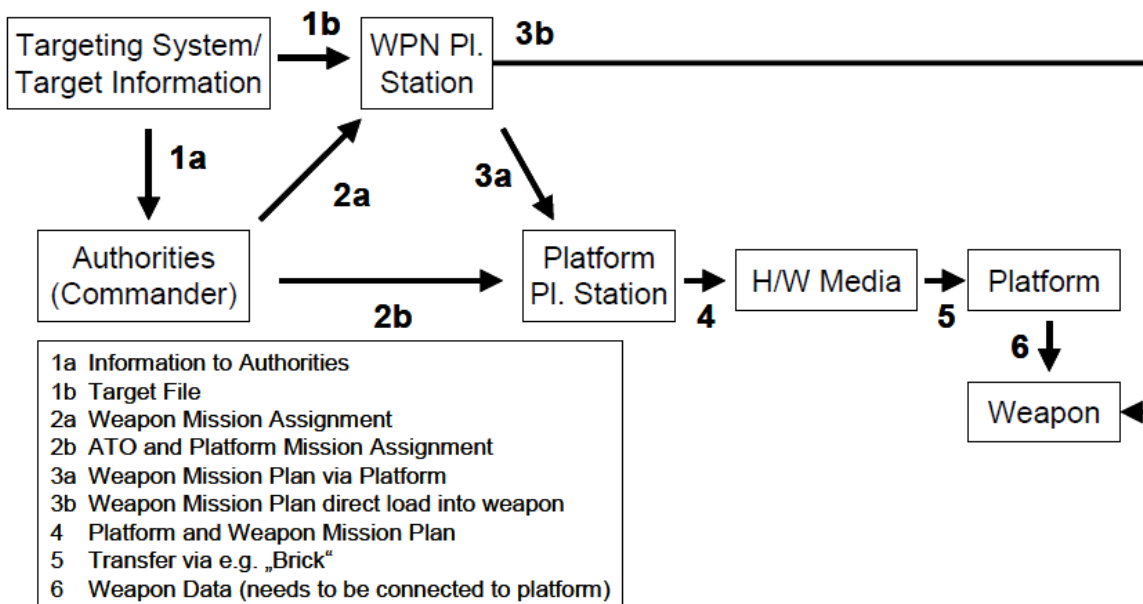 1b
3b
Targeting System/
Target Information
WPN Pl.
Station
1a
2a
3a
Authorities
(Commander)
Platform
Pl. Station
H/W Media
Platform
2b
4
5
6
Weapon
1a Information to Authorities
1b Target File
2a Weapon Mission Assignment
2b ATO and Platform Mission Assignment
3a Weapon Mission Plan via Platform
3b Weapon Mission Plan direct load into weapon
4 Platform and Weapon Mission Plan
5 Transfer via e.g. „Brick“
6 Weapon Data (needs to be connected to platform)